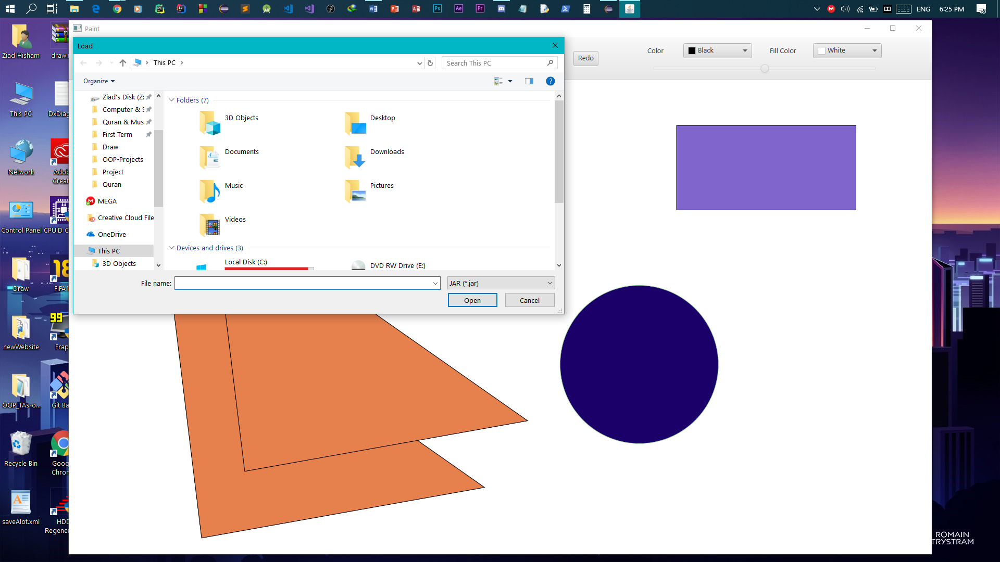 ENG
6:25 PM
Paint
Load
This PC
Search This PC
Organize
Redo
Color
Black
Fill Color
White
Ziad's Disk (Z:
Computer & S
Quran & Mus
First Term
Draw
OOP-Projects
Project
Quran
MEGA
Creative Cloud File
OneDrive
This PC
3D Objects
Folders (7)
3D Objects
Desktop
Documents
Downloads
Music
Pictures
Videos
Devices and drives (3)
Local Disk (C:)
DVD RW Drive (E:)
File name:
JAR (*.jar)
Open
Cancel
Ziad Hisham
draw.r
This PC
DxDiag
Network
Adob
Creat
Control Panel
CPUID C
Draw
FIFA1
newWebsite
99
Frap
OOP_TAs-o...
Git Ba
Recycle Bin
Goog
Chron
saveAlot.xml
HDD
Regener
ROMAIN
TRYSTRAM